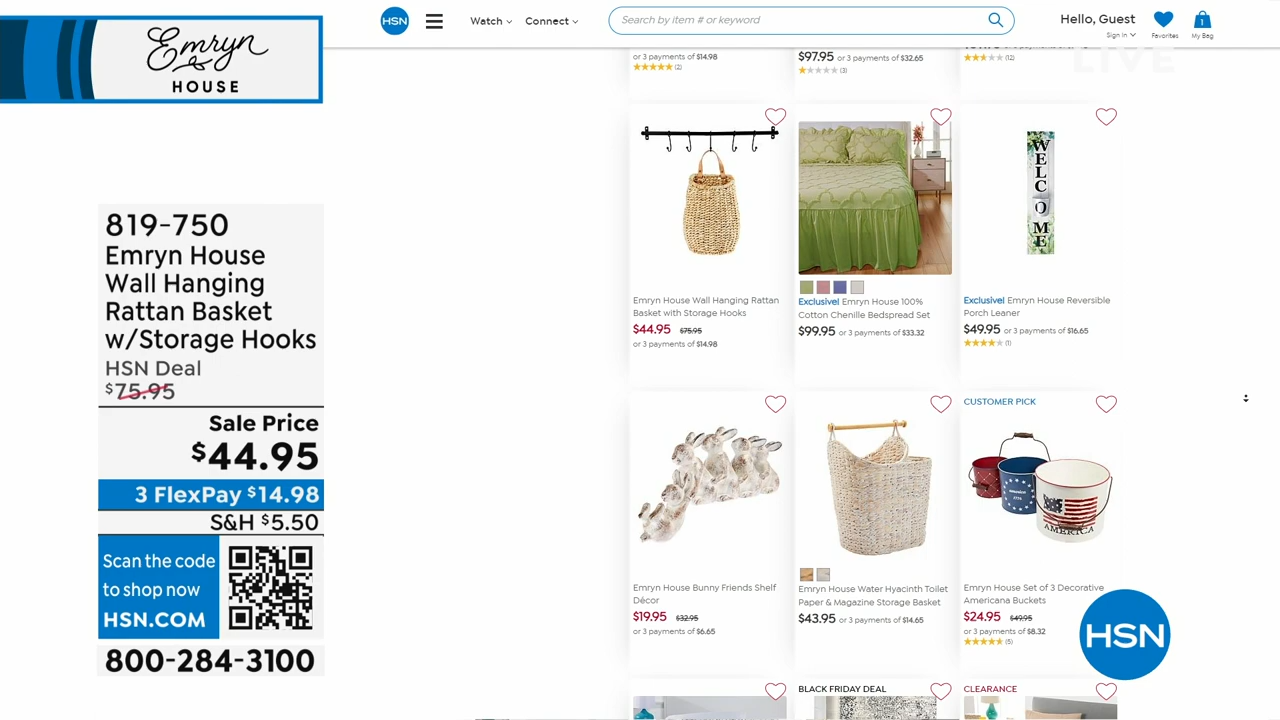 Emryn
HOUSE
HSN
Watch
Connect
Search by item # or keyword
Hello, Guest
Sign In
Favorites
1
My Bag
LIVE
or 3 payments of $14.98
(2)
$97.95 or 3 payments of $32.65
(3)
(12)
819-750
Emryn House
Wall Hanging
Rattan Basket
w/Storage Hooks
HSN Deal
$75.95
Sale Price
$44.95
3 FlexPay $14.98
S&H $5.50
Scan the code
to shop now
HSN.COM
800-284-3100
WELCOME
Emryn House Wall Hanging Rattan
Basket with Storage Hooks
$44.95 $75.95
or 3 payments of $14.98
Exclusive! Emryn House 100%
Cotton Chenille Bedspread Set
$99.95 or 3 payments of $33.32
Exclusive! Emryn House Reversible
Porch Leaner
$49.95 or 3 payments of $16.65
(1)
CUSTOMER PICK
America
1776
AMERICA
Emryn House Bunny Friends Shelf
Décor
$19.95 $32.95
or 3 payments of $6.65
Emryn House Water Hyacinth Toilet
Paper & Magazine Storage Basket
$43.95 or 3 payments of $14.65
Emryn House Set of 3 Decorative
Americana Buckets
$24.95 $49.95
or 3 payments of $8.32
(5)
HSN
BLACK FRIDAY DEAL
CLEARANCE